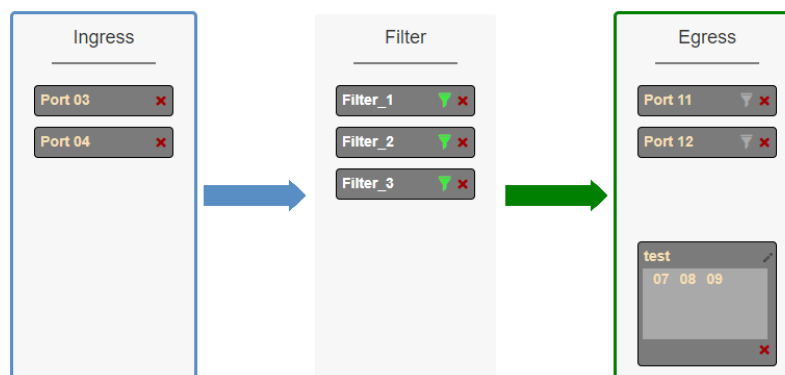 Ingress
Port 03
Port 04
Filter
Filter_1
Filter_2
Filter_3
Egress
Port 11
Port 12
test
07 08 09